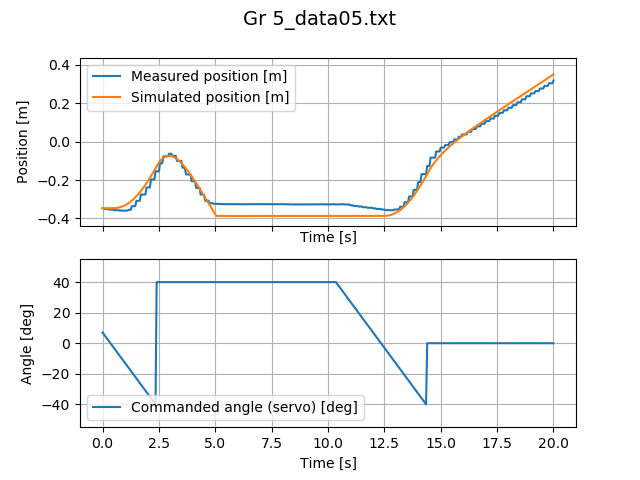 Gr 5_data05.txt
0.4
0.2
0.0
−0.2
−0.4
Position [m]
Measured position [m]
Simulated position [m]
Time [s]
40
20
0
−20
−40
Angle [deg]
Commanded angle (servo) [deg]
0.0 2.5 5.0 7.5 10.0 12.5 15.0 17.5 20.0
Time [s]